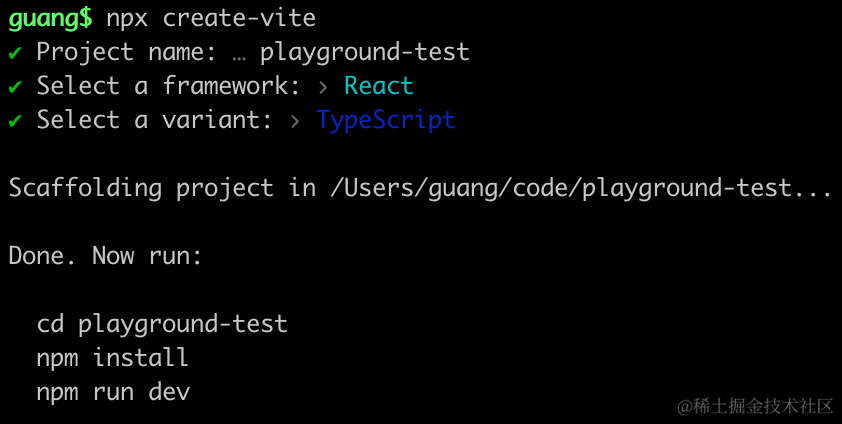 guang$ npx create-vite
✔ Project name: … playground-test
✔ Select a framework: › React
✔ Select a variant: › TypeScript
Scaffolding project in /Users/guang/code/playground-test...
Done. Now run:
cd playground-test
npm install
npm run dev
@稀土掘金技术社区